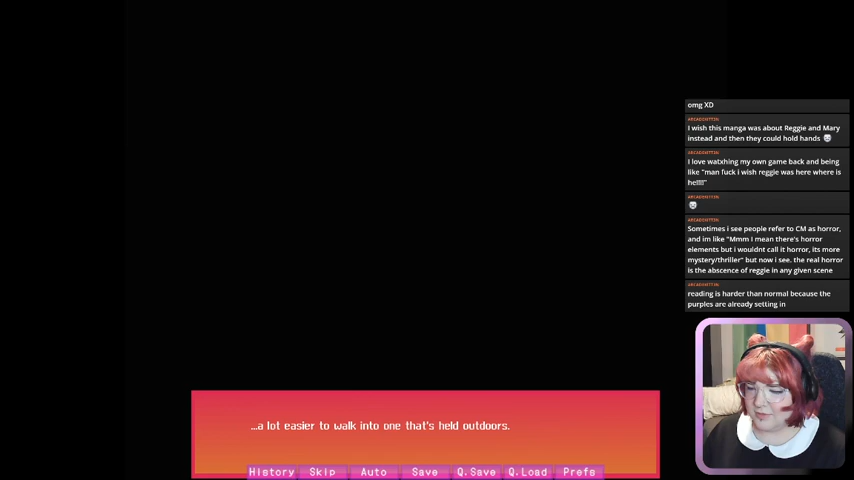 omg XD
ARCADEKITTEN:
I wish this manga was about Reggie and Mary
instead and then they could hold hands
ARCADEKITTEN:
I love watxhing my own game back and being
like "man fuck i wish reggie was here where is
he!!!!"
ARCADEKITTEN:
ARCADEKITTEN:
Sometimes i see people refer to CM as horror,
and im like "Mmm i mean there's horror
elements but i wouldnt call it horror, its more
mystery/thriller" but now i see. the real horror
is the abscence of reggie in any given scene
ARCADEKITTEN:
reading is harder than normal because the
purples are already setting in
...a lot easier to walk into one that's held outdoors.
History Skip Auto Save Q.Save Q.Load Prefs